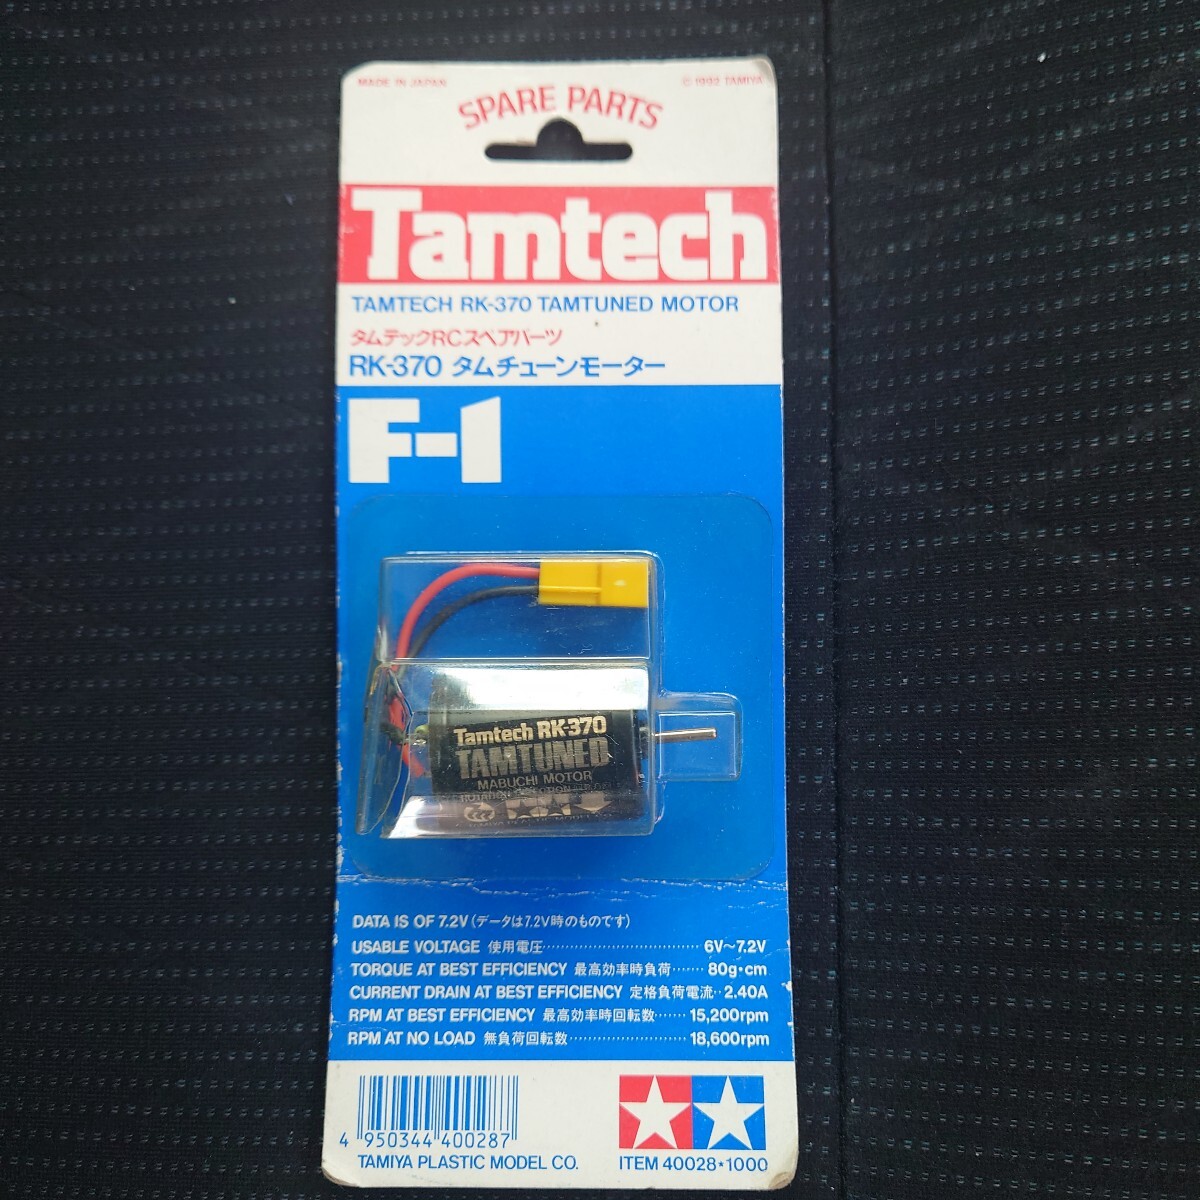 MADE IN JAPAN
© 1992 TAMIYA
SPARE PARTS
Tamtech
TAMTECH RK-370 TAMTUNED MOTOR
タムテックRCスペアパーツ
RK-370 タムチューンモーター
F-1
Tamtech RK-370
TAMTUNED
MABUCHI MOTOR
DATA IS OF 7.2V (データは7.2V時のものです)
USABLE VOLTAGE 使用電圧 6V～7.2V
TORQUE AT BEST EFFICIENCY 最高効率時負荷 80g·cm
CURRENT DRAIN AT BEST EFFICIENCY 定格負荷電流 2.40A
RPM AT BEST EFFICIENCY 最高効率時回転数 15,200rpm
RPM AT NO LOAD 無負荷回転数 18,600rpm
4 950344 400287
TAMIYA PLASTIC MODEL CO.
ITEM 40028★1000